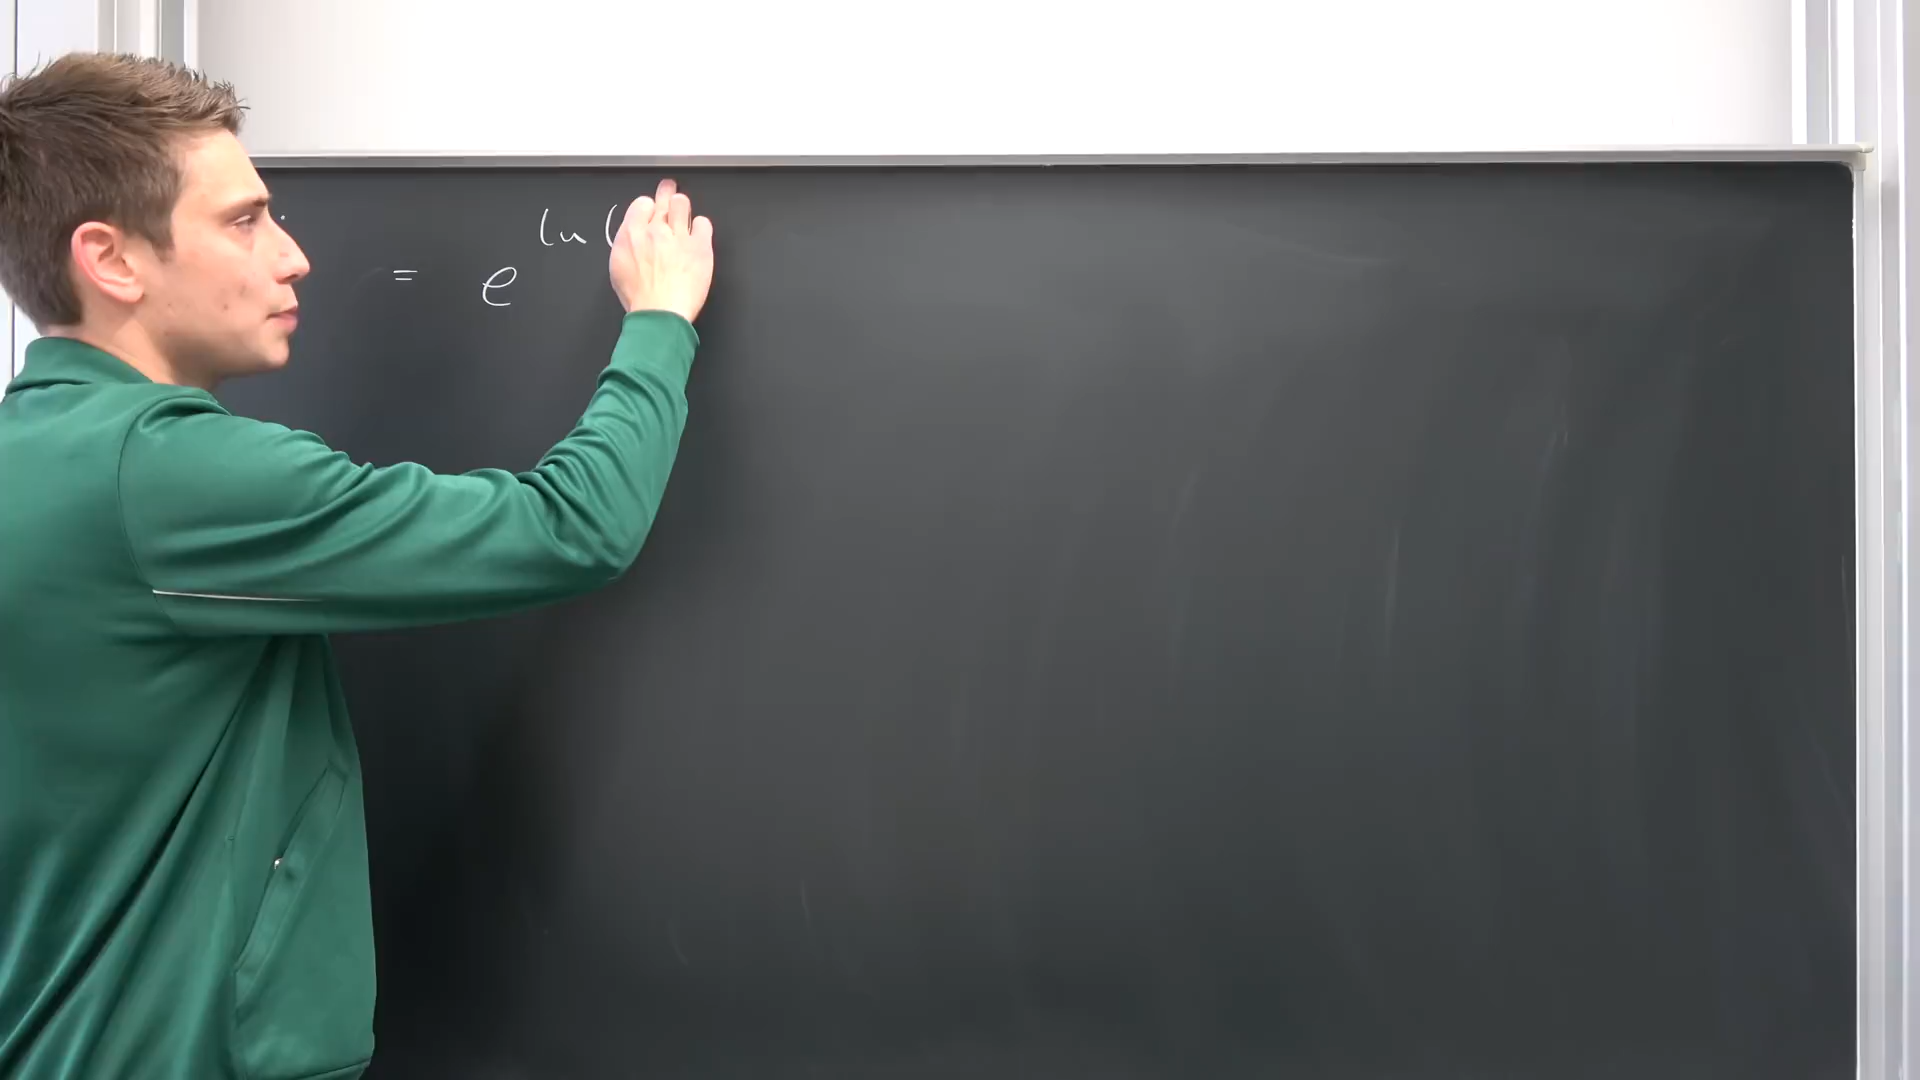 = e^ln(